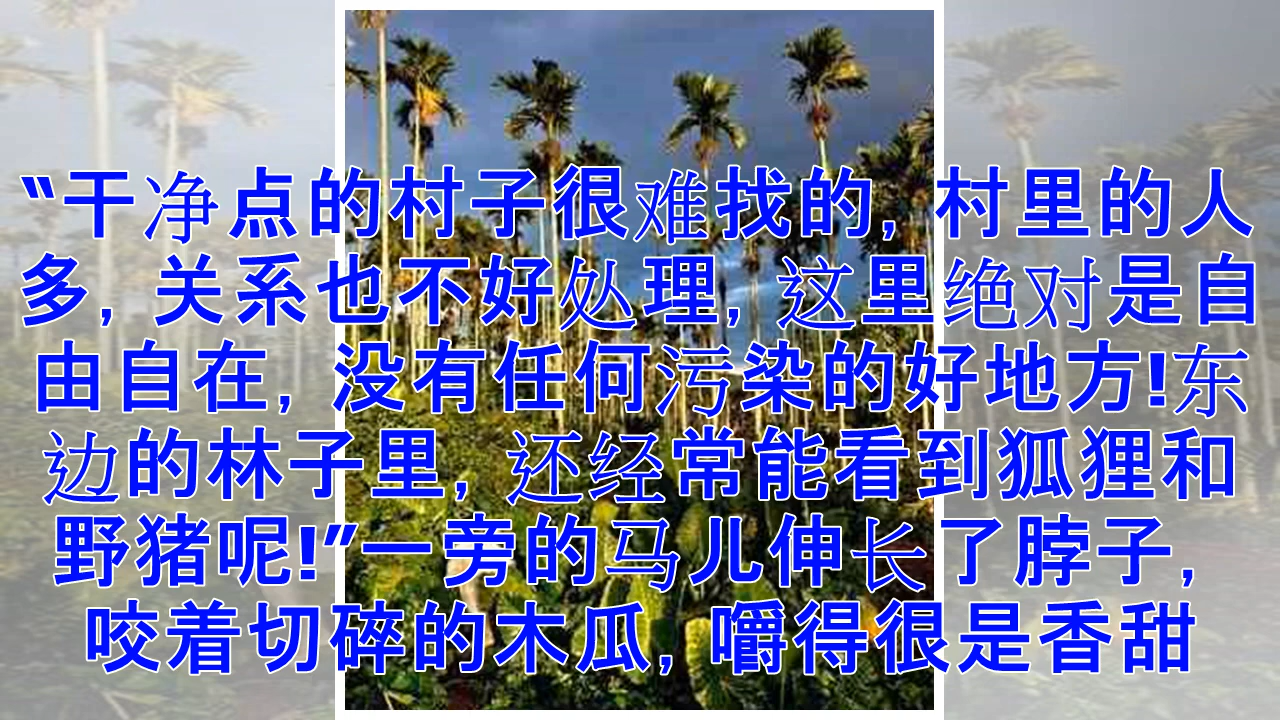 “干净点的村子很难找的, 村里的人
多, 关系也不好处理, 这里绝对是自
由自在, 没有任何污染的好地方!东
边的林子里, 还经常能看到狐狸和
野猪呢!”一旁的马儿伸长了脖子,
咬着切碎的木瓜, 嚼得很是香甜